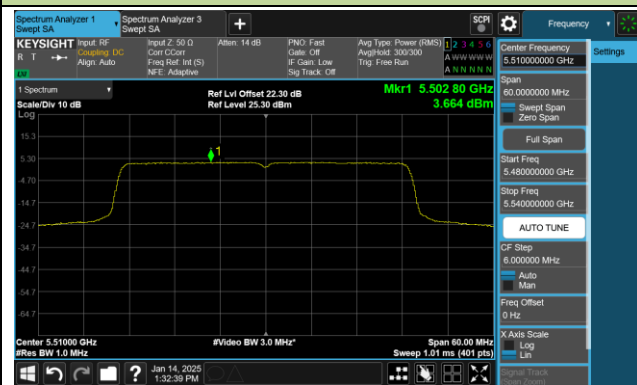 Spectrum Analyzer 1
Swept SA
Spectrum Analyzer 3
Swept SA
+
SCPI
Frequency
KEYSIGHT
R T
LXI
Input: RF
Coupling: DC
Align: Auto
Input Z: 50 Ω
Corr CCorr
Freq Ref: Int (S)
NFE: Adaptive
Atten: 14 dB
PNO: Fast
Gate: Off
IF Gain: Low
Sig Track: Off
Avg Type: Power (RMS)
Avg|Hold: 300/300
Trig: Free Run
1 2 3 4 5 6
A W W W W W
A N N N N N
1 Spectrum
Scale/Div 10 dB
Log
Ref Lvl Offset 22.30 dB
Ref Level 25.30 dBm
Mkr1 5.502 80 GHz
3.664 dBm
15.3
5.30
-4.70
-14.7
-24.7
-34.7
-44.7
-54.7
-64.7
1
Center 5.51000 GHz
#Res BW 1.0 MHz
#Video BW 3.0 MHz*
Span 60.00 MHz
Sweep 1.01 ms (401 pts)
Jan 14, 2025
1:32:39 PM
?
Center Frequency
5.510000000 GHz
Span
60.0000000 MHz
Swept Span
Zero Span
Full Span
Start Freq
5.480000000 GHz
Stop Freq
5.540000000 GHz
AUTO TUNE
CF Step
6.000000 MHz
Auto
Man
Freq Offset
0 Hz
X Axis Scale
Log
Lin
Signal Track
(Span Zoom)
Settings